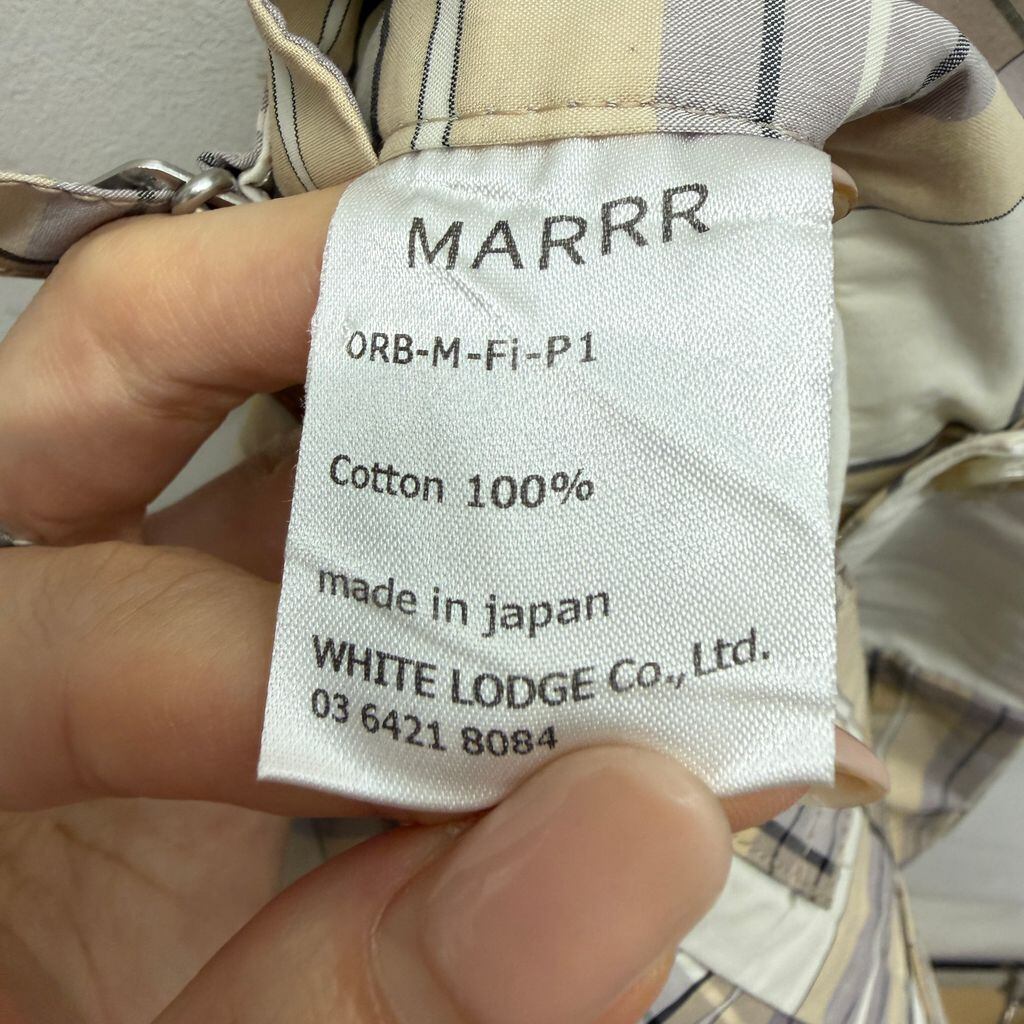 MARRR
ORB-M-Fi-P1
Cotton 100%
made in japan
WHITE LODGE Co., Ltd.
03 6421 8084